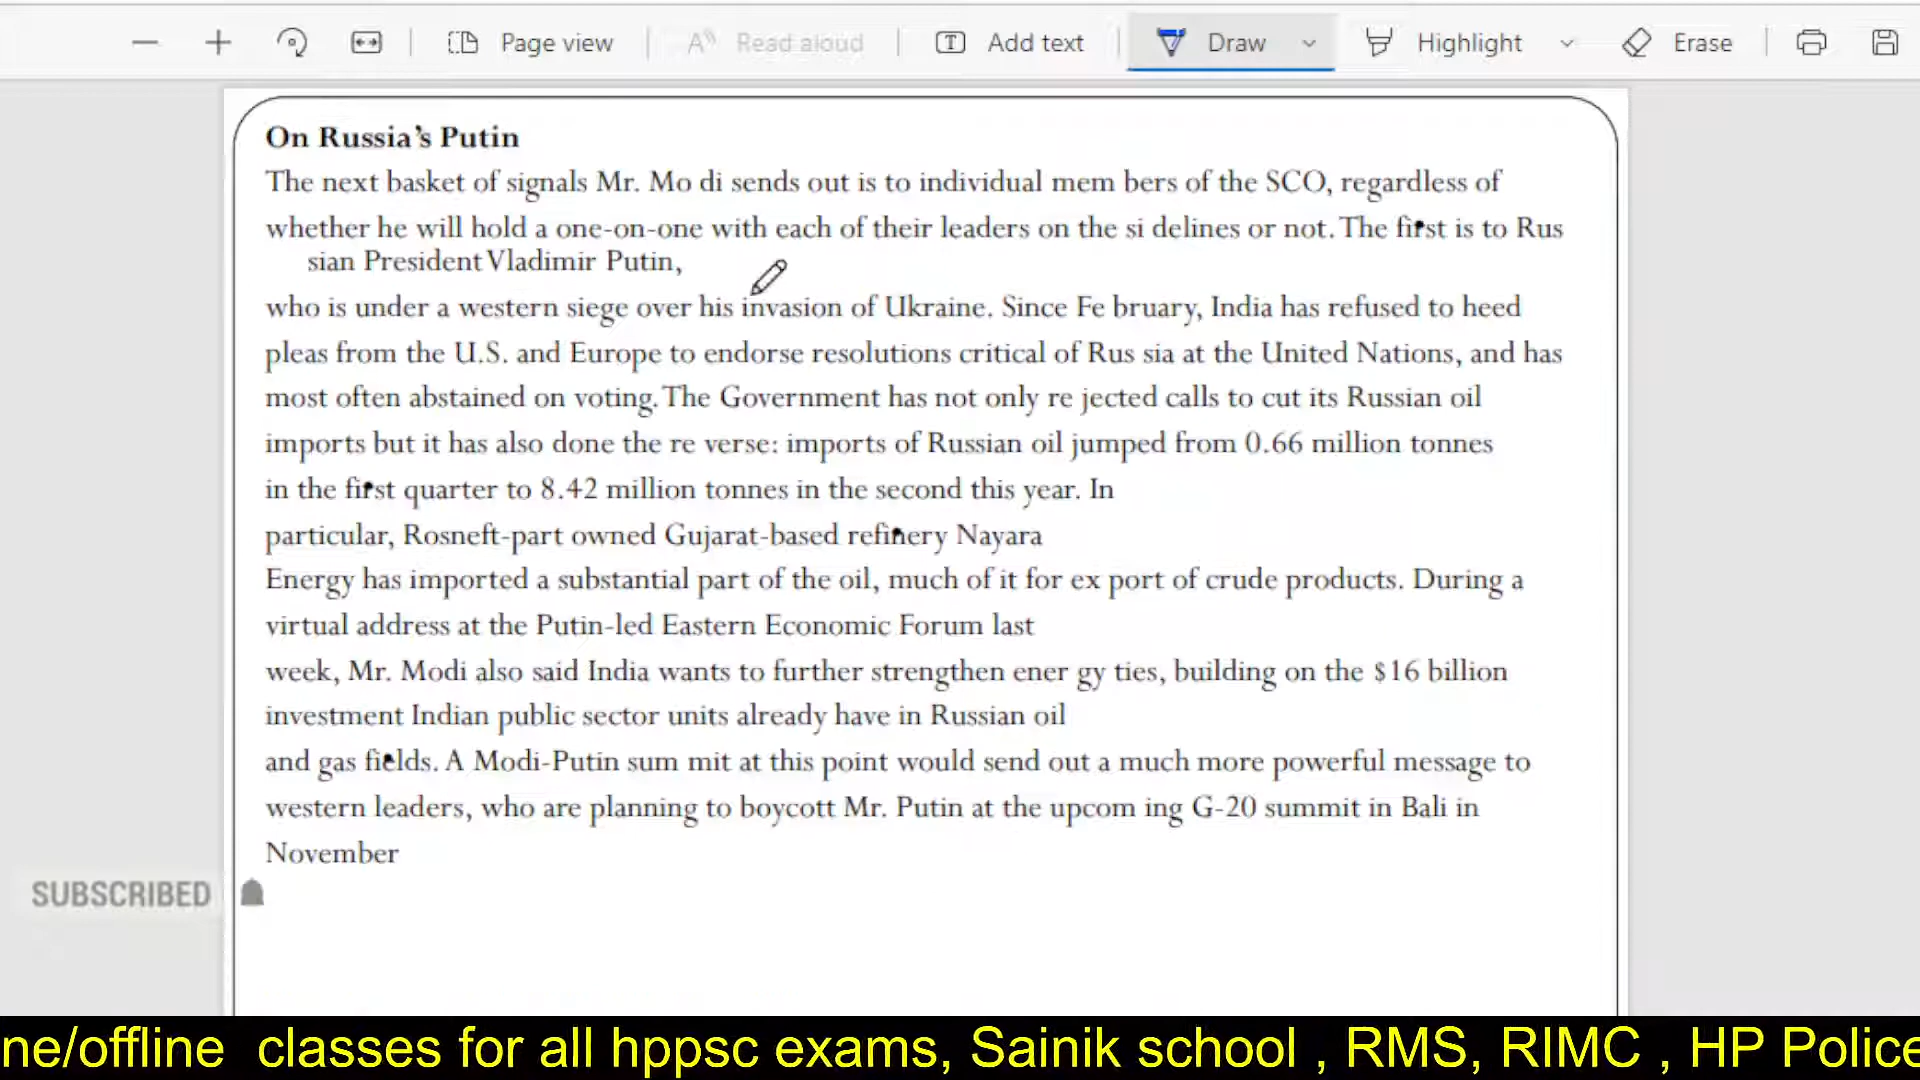 Page view
Read aloud
Add text
Draw
Highlight
Erase
On Russia's Putin
The next basket of signals Mr. Mo di sends out is to individual mem bers of the SCO, regardless of
whether he will hold a one-on-one with each of their leaders on the si delines or not. The first is to Rus
sian President Vladimir Putin,
who is under a western siege over his invasion of Ukraine. Since Fe bruary, India has refused to heed
pleas from the U.S. and Europe to endorse resolutions critical of Rus sia at the United Nations, and has
most often abstained on voting. The Government has not only re jected calls to cut its Russian oil
imports but it has also done the re verse: imports of Russian oil jumped from 0.66 million tonnes
in the first quarter to 8.42 million tonnes in the second this year. In
particular, Rosneft-part owned Gujarat-based refinery Nayara
Energy has imported a substantial part of the oil, much of it for ex port of crude products. During a
virtual address at the Putin-led Eastern Economic Forum last
week, Mr. Modi also said India wants to further strengthen ener gy ties, building on the $16 billion
investment Indian public sector units already have in Russian oil
and gas fields. A Modi-Putin sum mit at this point would send out a much more powerful message to
western leaders, who are planning to boycott Mr. Putin at the upcom ing G-20 summit in Bali in
November
SUBSCRIBED
ne/offline classes for all hppsc exams, Sainik school , RMS, RIMC , HP Police